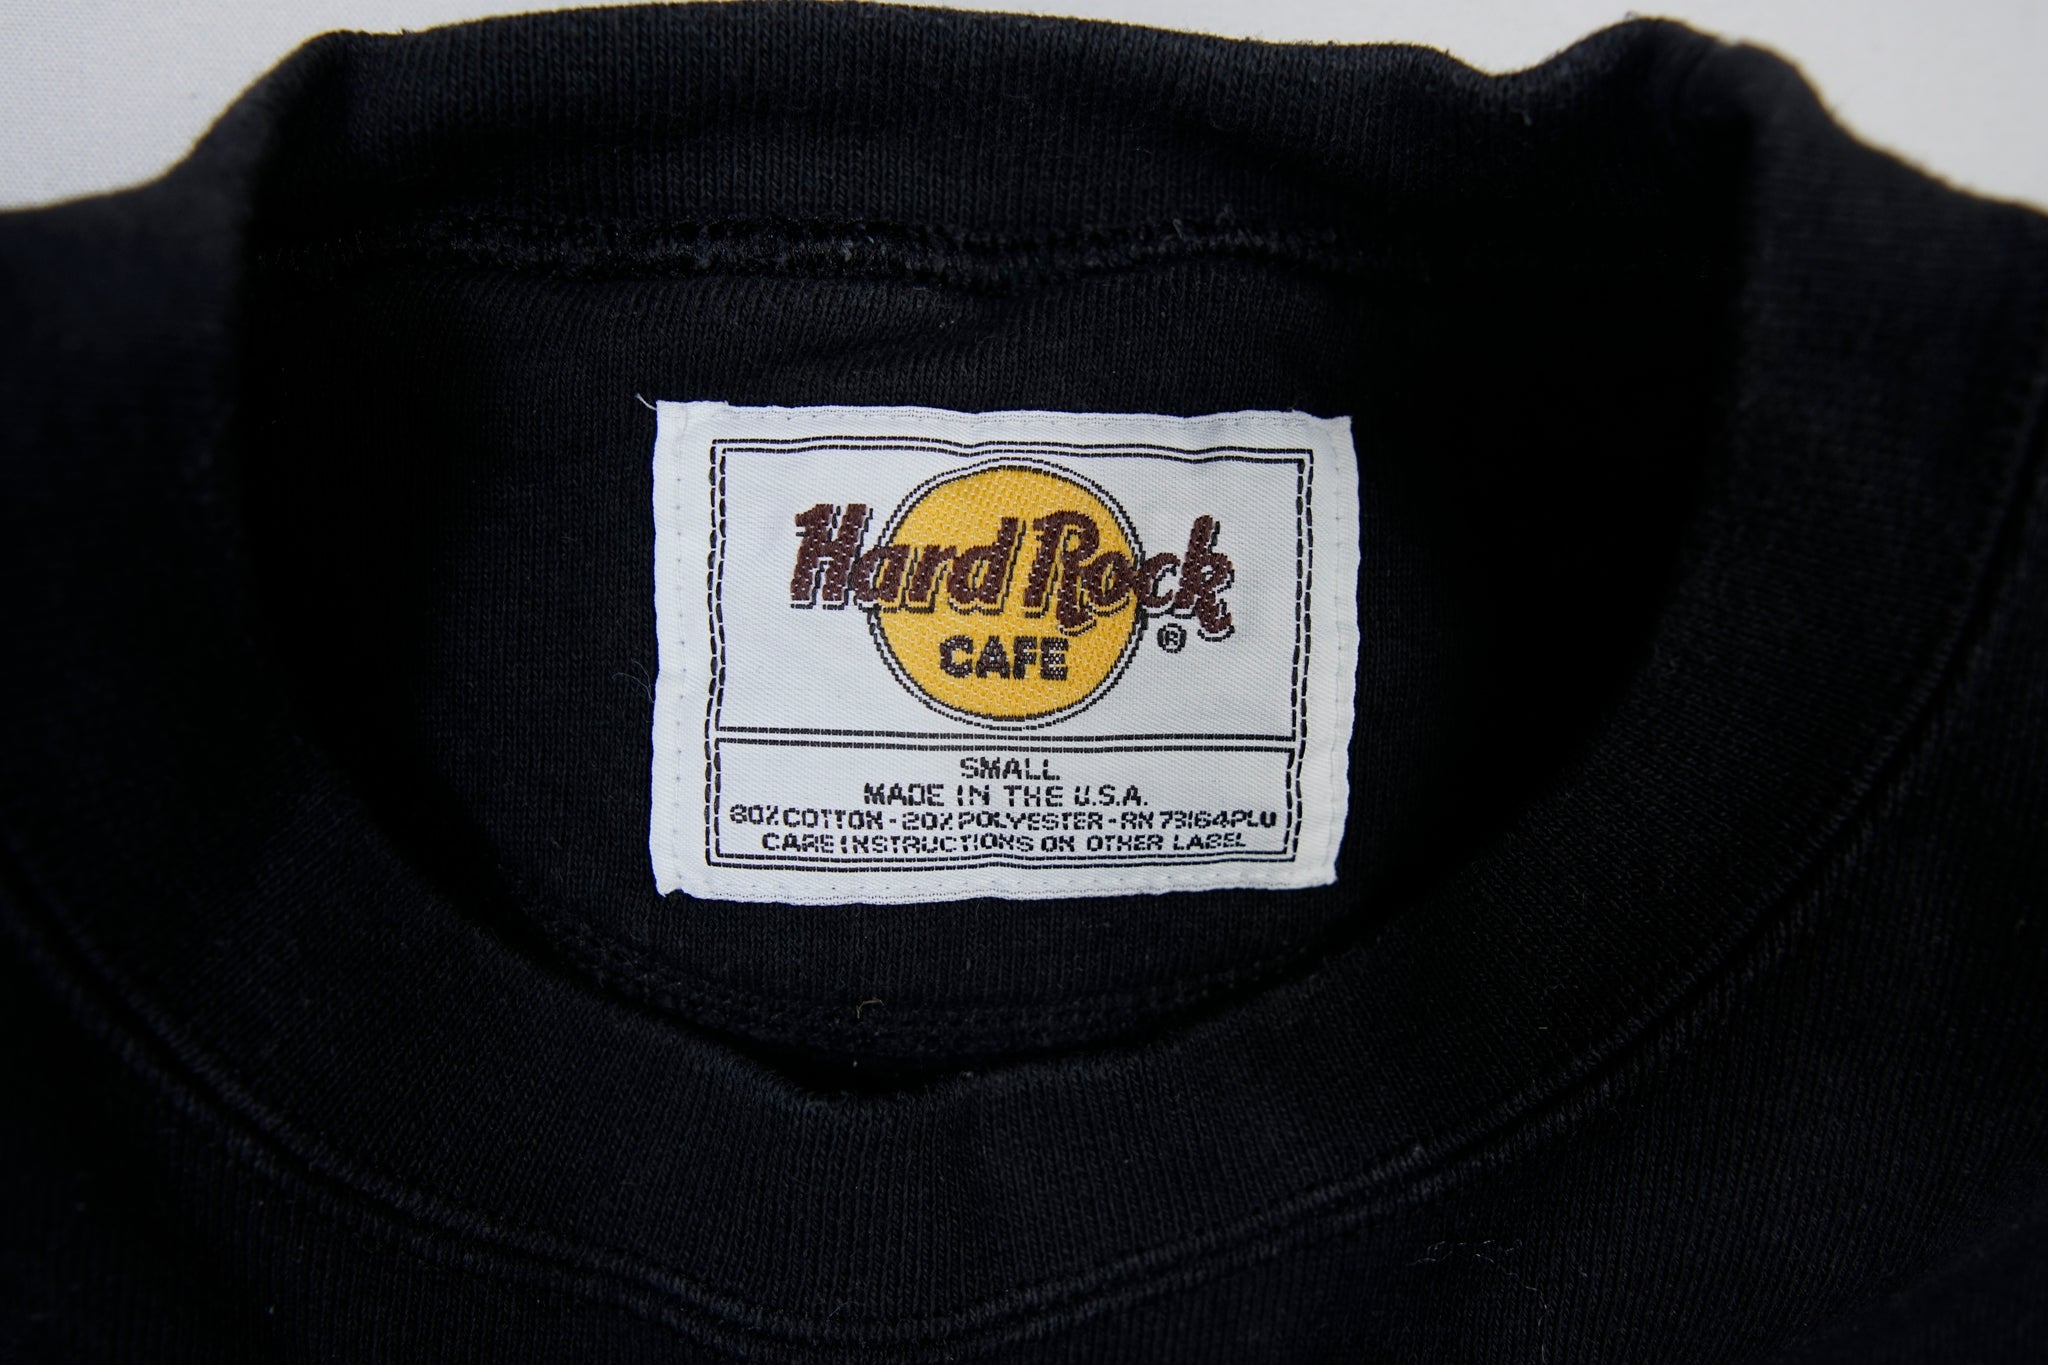 Hard Rock
CAFE
®
SMALL
MADE IN THE U.S.A.
80% COTTON - 20% POLYESTER - RN 73164PLU
CARE INSTRUCTIONS ON OTHER LABEL